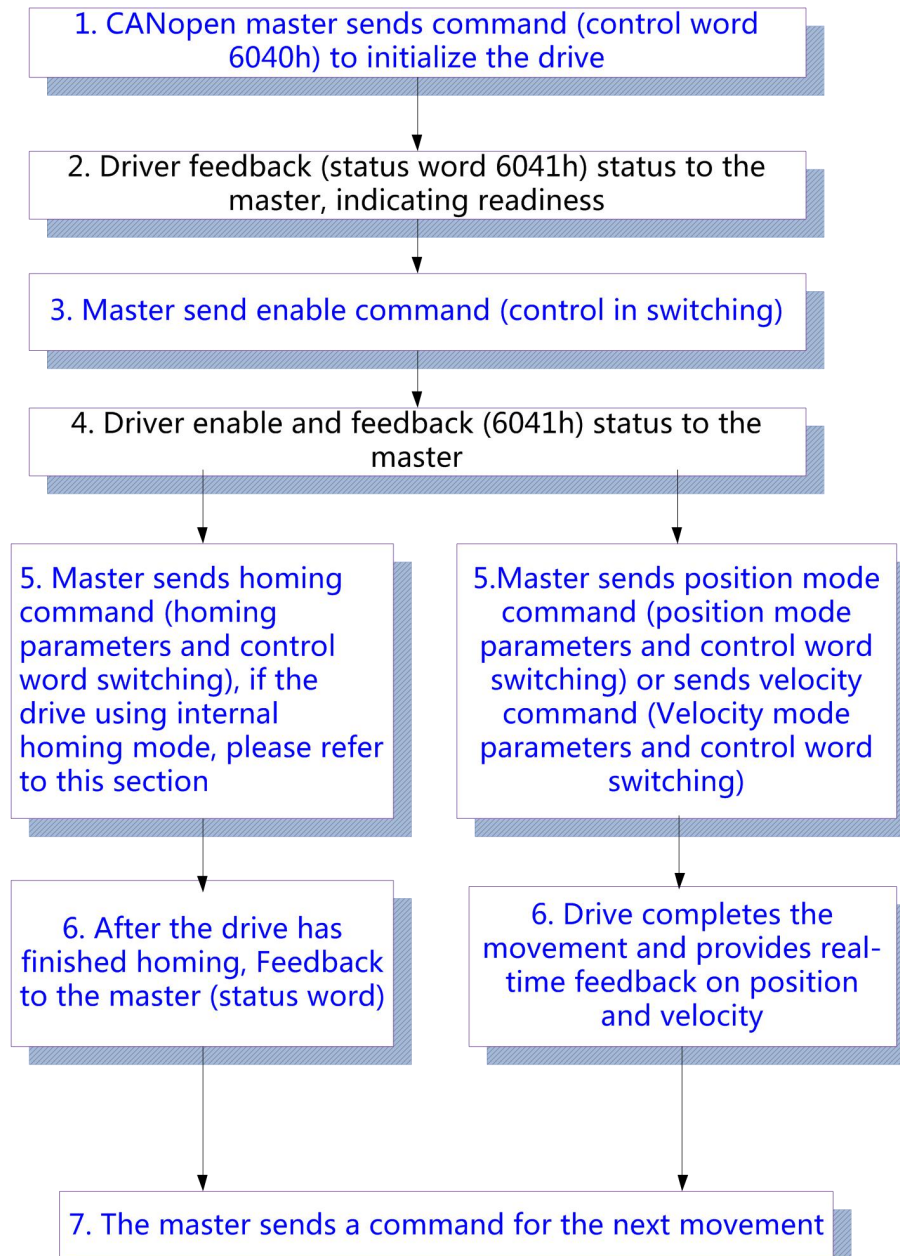 1. CANopen master sends command (control word
6040h) to initialize the drive
2. Driver feedback (status word 6041h) status to the
master, indicating readiness
3. Master send enable command (control in switching)
4. Driver enable and feedback (6041h) status to the
master
5. Master sends homing
command (homing
parameters and control
word switching), if the
drive using internal
homing mode, please refer
to this section
5.Master sends position mode
command (position mode
parameters and control word
switching) or sends velocity
command (Velocity mode
parameters and control word
switching)
6. After the drive has
finished homing, Feedback
to the master (status word)
6. Drive completes the
movement and provides real-
time feedback on position
and velocity
7. The master sends a command for the next movement